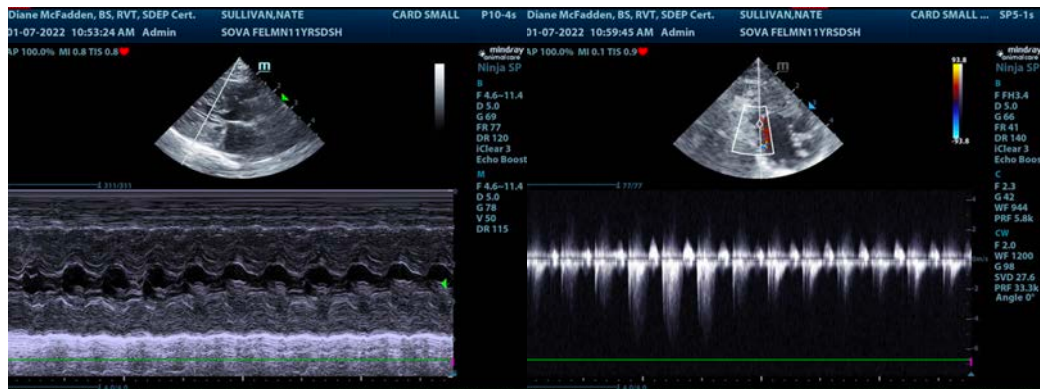 Diane McFadden, BS, RVT, SDEP Cert. SULLIVAN,NATE CARD SMALL P10-4s
01-07-2022 10:53:24 AM Admin SOVA FELMN11YRSDSH
AP 100.0% MI 0.8 TIS 0.8
m
mindray
animalcare
Ninja SP
B
F 4.6-11.4
D 5.0
G 69
FR 77
DR 120
iClear 3
Echo Boost
M
F 4.6-11.4
D 5.0
G 78
V 50
DR 115
311/311
Diane McFadden, BS, RVT, SDEP Cert. SULLIVAN,NATE CARD SMALL ... SP5-1s
01-07-2022 10:59:45 AM Admin SOVA FELMN11YRSDSH
AP 100.0% MI 0.1 TIS 0.9
m
93.8
-93.8
mindray
animalcare
Ninja SP
B
F FH3.4
D 5.0
G 66
FR 41
DR 140
iClear 3
Echo Boost
C
F 2.3
G 42
WF 944
PRF 5.8k
CW
F 2.0
WF 1200
G 98
SVD 27.6
PRF 33.3k
Angle 0°
77/77